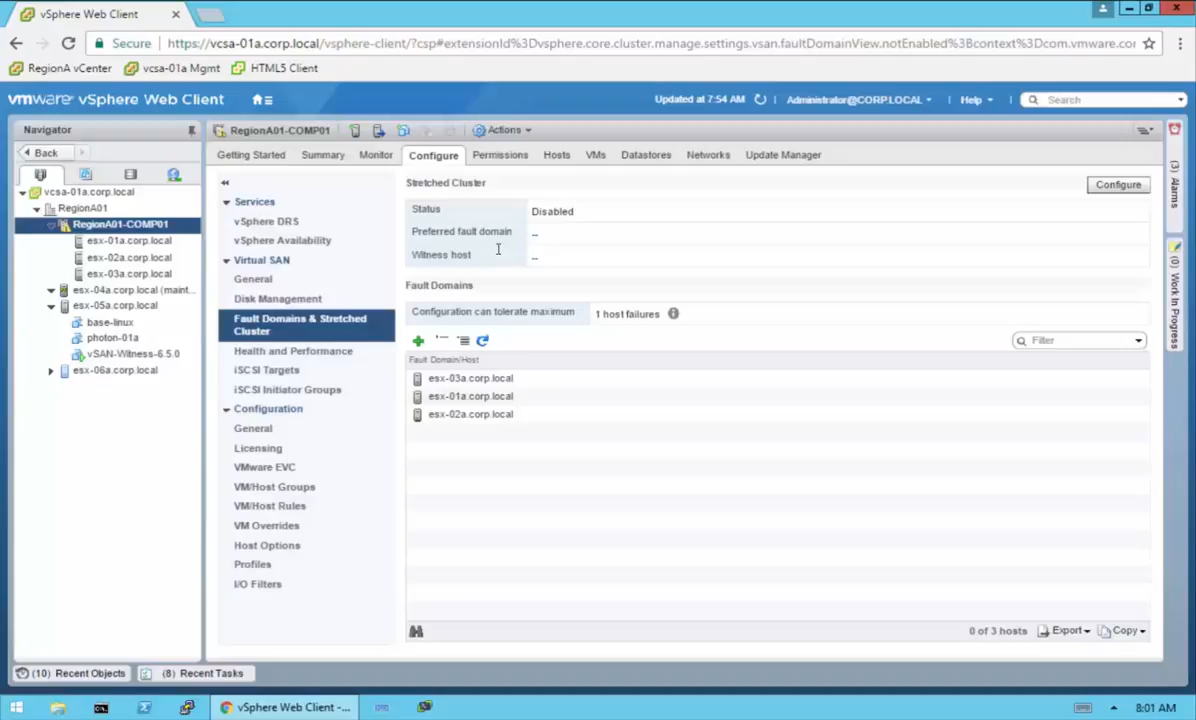 vSphere Web Client
Secure
https://vcsa-01a.corp.local/vsphere-client/?csp#extensionId%3Dvsphere.core.cluster.manage.settings.vsan.faultDomainView.notEnabled%3Bcontext%3Dcom.vmware.cor
RegionA vCenter
vcsa-01a Mgmt
HTML5 Client
vmware® vSphere Web Client
Updated at 7:54 AM
Administrator@CORP.LOCAL
Help
Search
Navigator
Back
vcsa-01a.corp.local
RegionA01
RegionA01-COMP01
esx-01a.corp.local
esx-02a.corp.local
esx-03a.corp.local
esx-04a.corp.local (maint...
esx-05a.corp.local
base-linux
photon-01a
vSAN-Witness-6.5.0
esx-06a.corp.local
RegionA01-COMP01
Actions
Getting Started
Summary
Monitor
Configure
Permissions
Hosts
VMs
Datastores
Networks
Update Manager
Services
vSphere DRS
vSphere Availability
Virtual SAN
General
Disk Management
Fault Domains & Stretched
Cluster
Health and Performance
iSCSI Targets
iSCSI Initiator Groups
Configuration
General
Licensing
VMware EVC
VM/Host Groups
VM/Host Rules
VM Overrides
Host Options
Profiles
I/O Filters
Stretched Cluster
Configure
Status
Disabled
Preferred fault domain
--
Witness host
--
Fault Domains
Configuration can tolerate maximum
1 host failures
Filter
Fault Domain/Host
esx-03a.corp.local
esx-01a.corp.local
esx-02a.corp.local
0 of 3 hosts
Export
Copy
(3) Alarms
(0) Work In Progress
(10) Recent Objects
(8) Recent Tasks
vSphere Web Client -...
8:01 AM